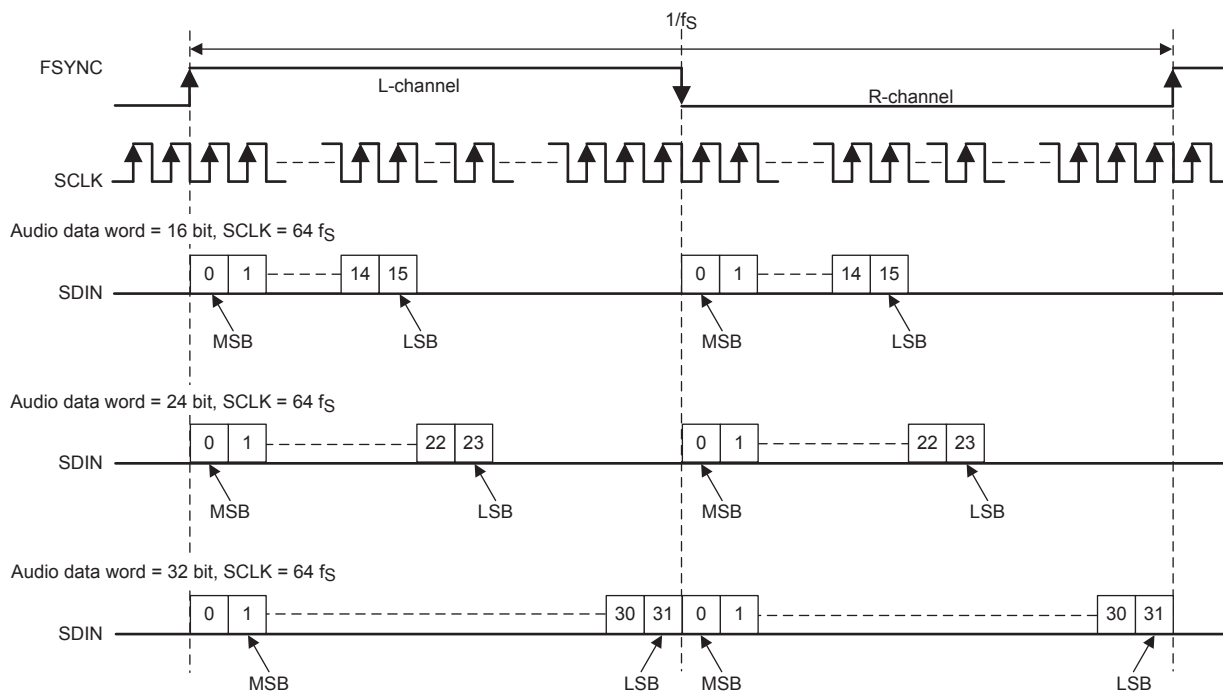 1/fS
FSYNC
L-channel
R-channel
SCLK
Audio data word = 16 bit, SCLK = 64 fS
SDIN
0 1 14 15 0 1 14 15
MSB LSB MSB LSB
Audio data word = 24 bit, SCLK = 64 fS
SDIN
0 1 22 23 0 1 22 23
MSB LSB MSB LSB
Audio data word = 32 bit, SCLK = 64 fS
SDIN
0 1 30 31 0 1 30 31
MSB LSB MSB LSB